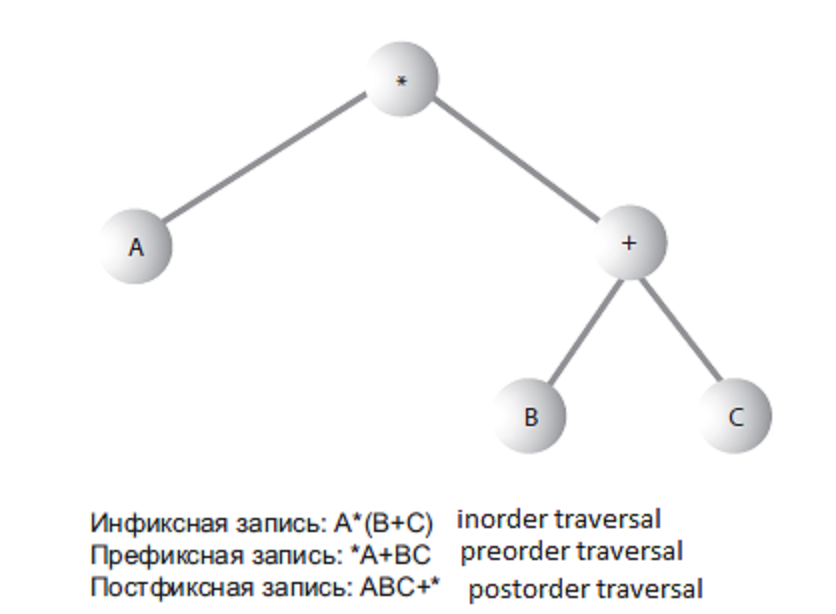 *
A
+
B
C
Инфиксная запись: A*(B+C) inorder traversal
Префиксная запись: *A+BC preorder traversal
Постфиксная запись: ABC+* postorder traversal